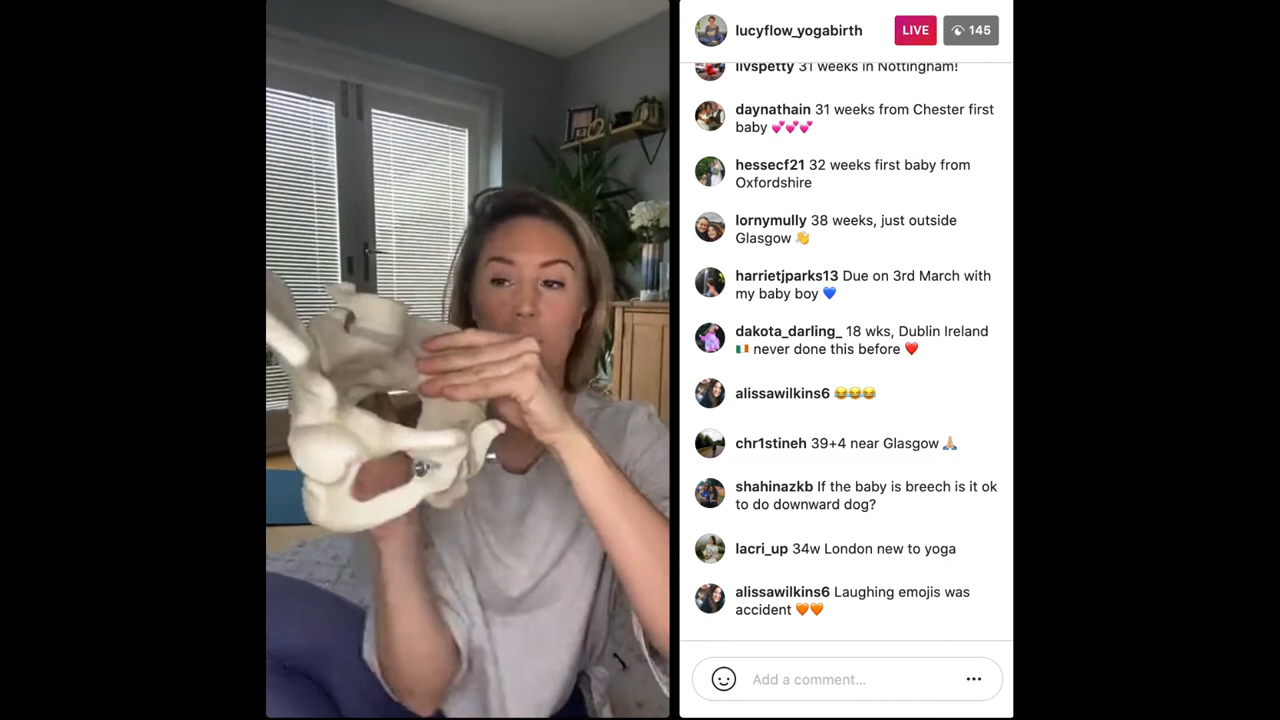 lucyflow_yogabirth LIVE 145
livspetty 31 weeks in Nottingham!
daynathain 31 weeks from Chester first
baby 💕💕💕
hessecf21 32 weeks first baby from
Oxfordshire
lornymully 38 weeks, just outside
Glasgow 👋🏼
harrietjparks13 Due on 3rd March with
my baby boy 💙
dakota_darling_ 18 wks, Dublin Ireland
🇮🇪 never done this before ❤️
alissawilkins6 😂😂😂
chr1stineh 39+4 near Glasgow 🙏🏼
shahinazkb If the baby is breech is it ok
to do downward dog?
lacri_up 34w London new to yoga
alissawilkins6 Laughing emojis was
accident 🧡🧡
Add a comment...